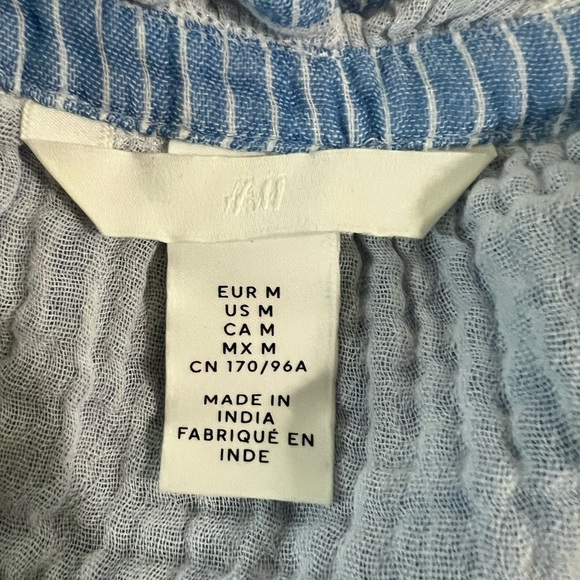 H&M
EUR M
US M
CA M
MX M
CN 170/96A
MADE IN
INDIA
FABRIQUÉ EN
INDE